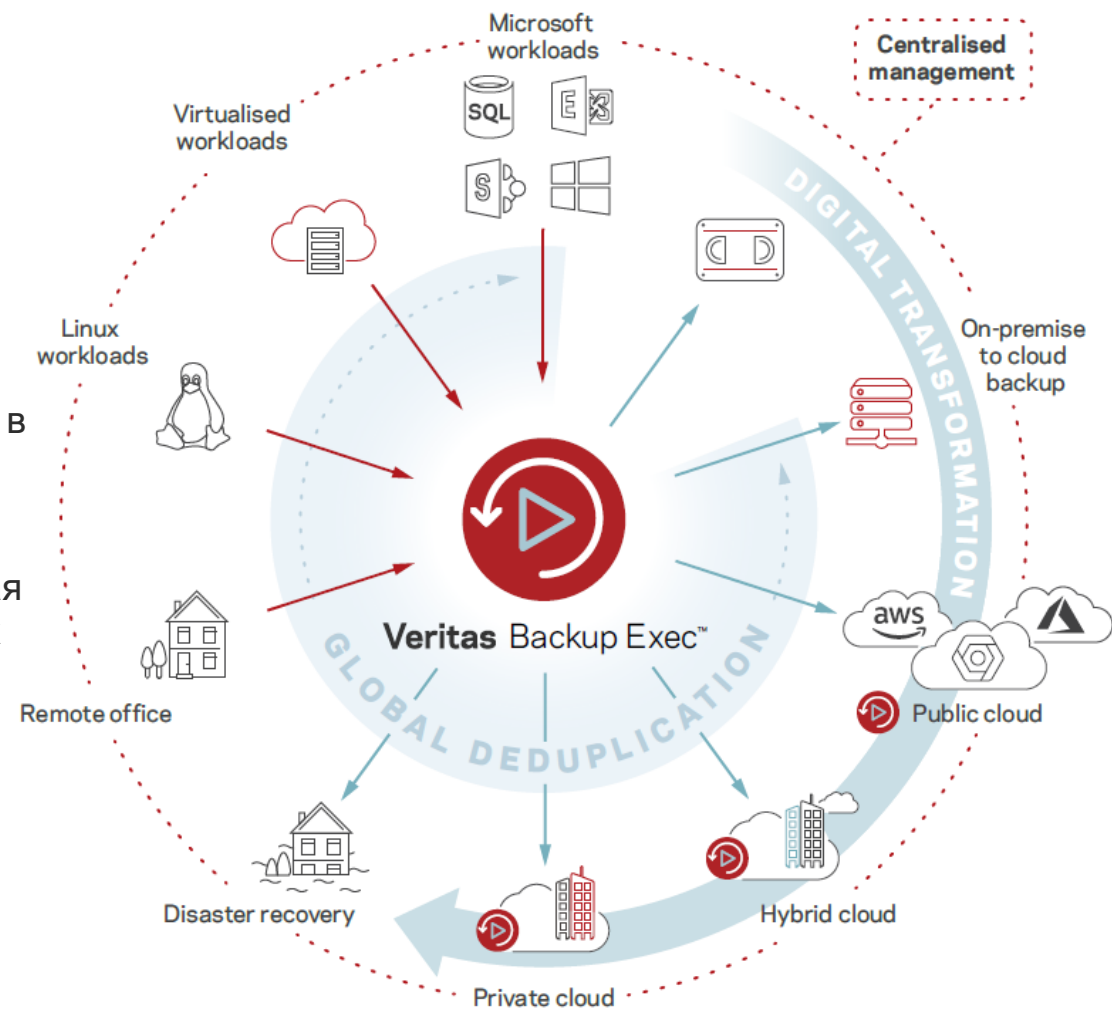 Microsoft
workloads
Centralised
management
Virtualised
workloads
SQL
E
S
DIGITAL TRANSFORMATION
Linux
workloads
On-premise
to cloud
backup
в
я
aws
Veritas Backup Exec™
GLOBAL DEDUPLICATION
Remote office
Public cloud
Disaster recovery
Hybrid cloud
Private cloud